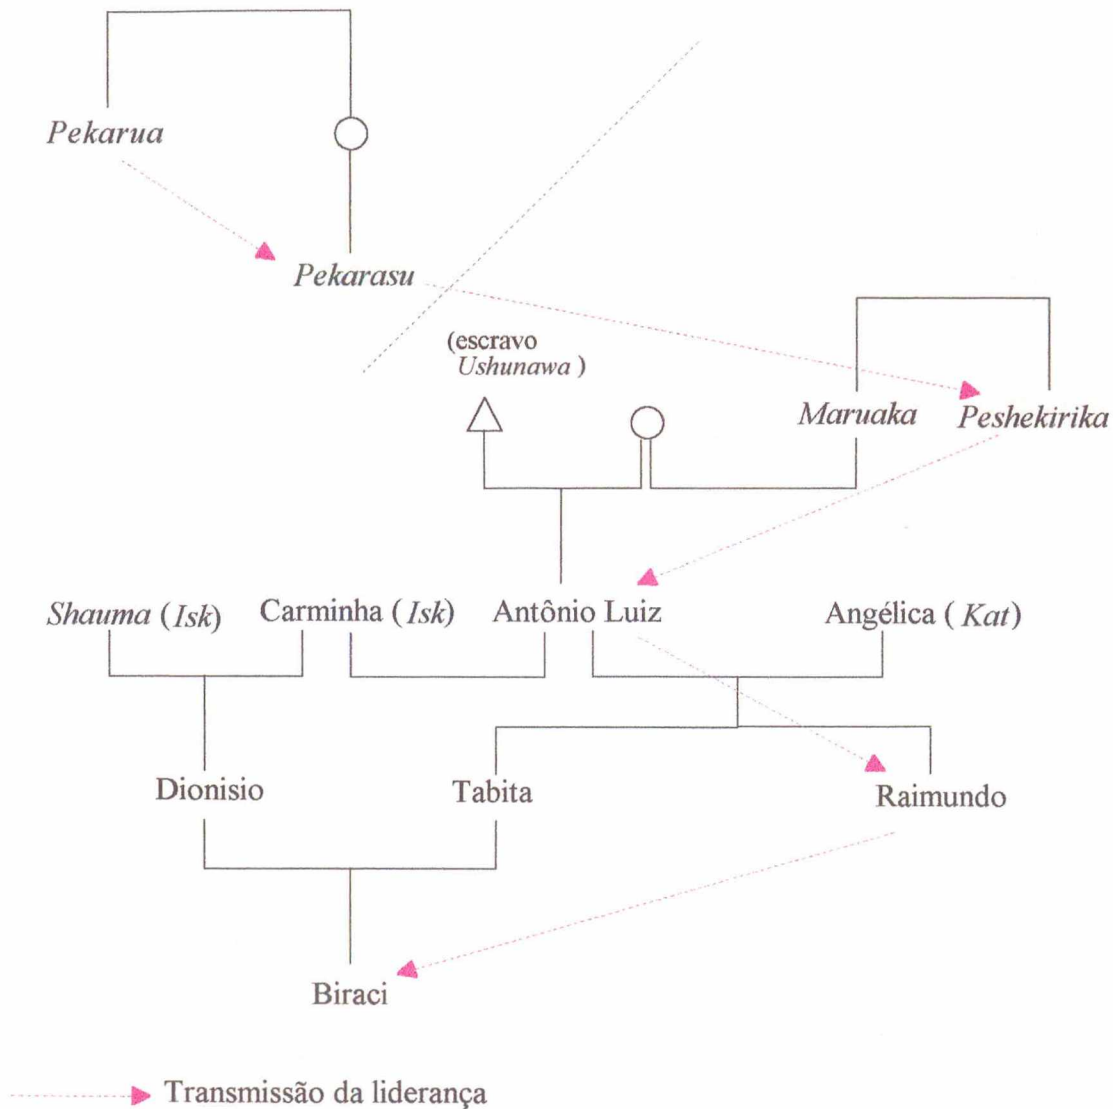 Pekarua
Pekarasu
(escravo
Ushunawa )
Maruaka Peshekirika
Shauma (Isk) Carminha (Isk) Antônio Luiz Angélica ( Kat)
Dionisio Tabita Raimundo
Biraci
Transmissão da liderança